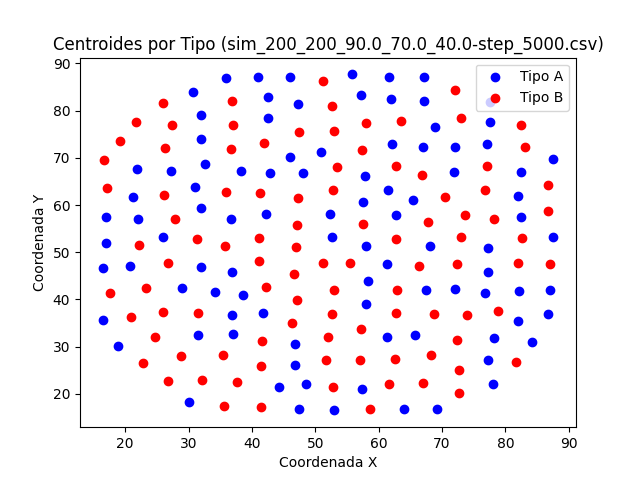 Centroides por Tipo (sim_200_200_90.0_70.0_40.0-step_5000.csv)
Tipo A
Tipo B
Coordenada Y
90
80
70
60
50
40
30
20
20 30 40 50 60 70 80 90
Coordenada X